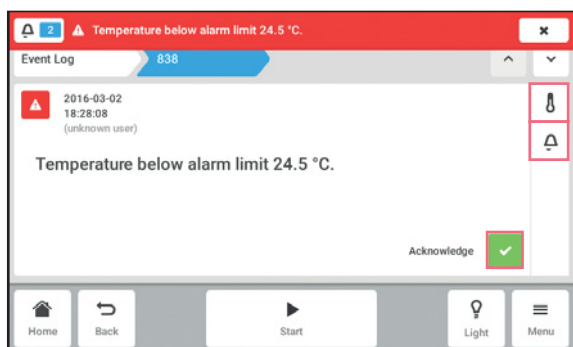 2
Temperature below alarm limit 24.5 °C.
Event Log
838
2016-03-02
18:28:08
(unknown user)
Temperature below alarm limit 24.5 °C.
Acknowledge
Home
Back
Start
Light
Menu